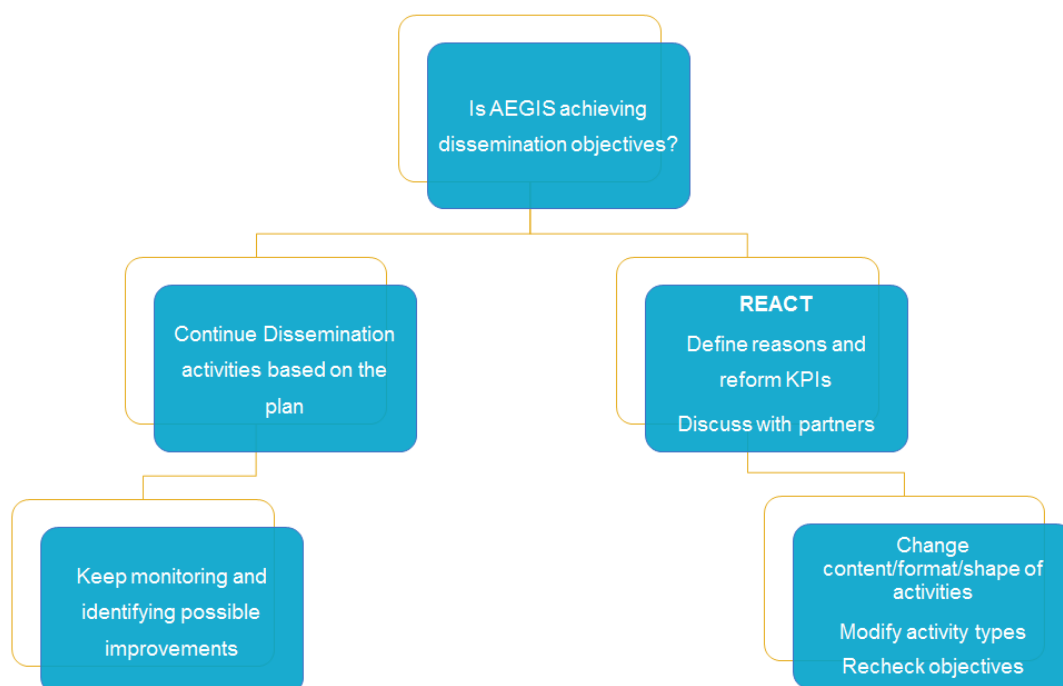 Is AEGIS achieving
dissemination objectives?
Continue Dissemination
activities based on the
plan
REACT
Define reasons and
reform KPIs
Discuss with partners
Keep monitoring and
identifying possible
improvements
Change
content/format/shape of
activities
Modify activity types
Recheck objectives